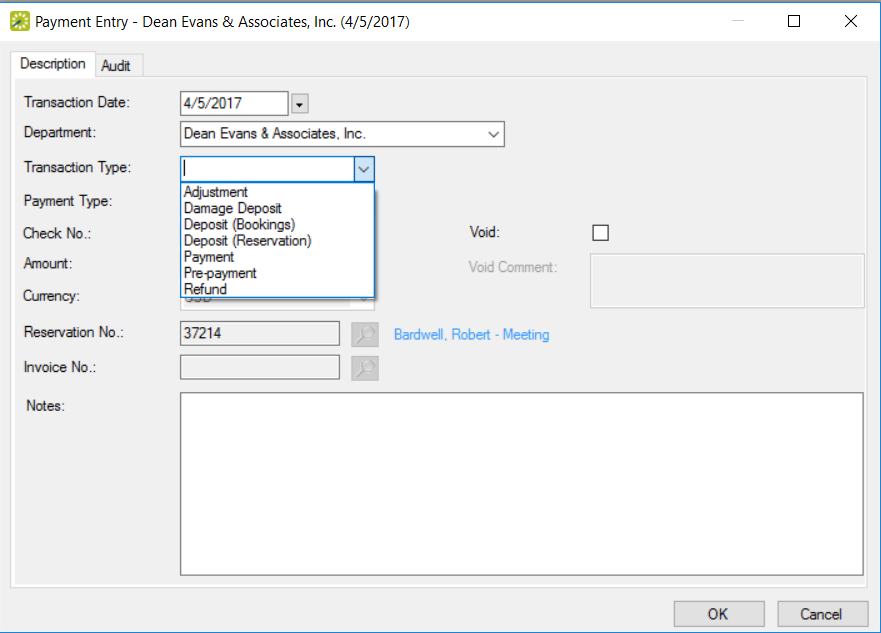 Payment Entry - Dean Evans & Associates, Inc. (4/5/2017)
Description Audit
Transaction Date: 4/5/2017
Department: Dean Evans & Associates, Inc.
Transaction Type:
Adjustment
Payment Type:
Damage Deposit
Deposit (Bookings)
Check No.: Void:
Deposit (Reservation)
Payment
Amount: Void Comment:
Pre-payment
Refund
Currency:
Reservation No.: 37214 Bardwell, Robert - Meeting
Invoice No.:
Notes:
OK Cancel